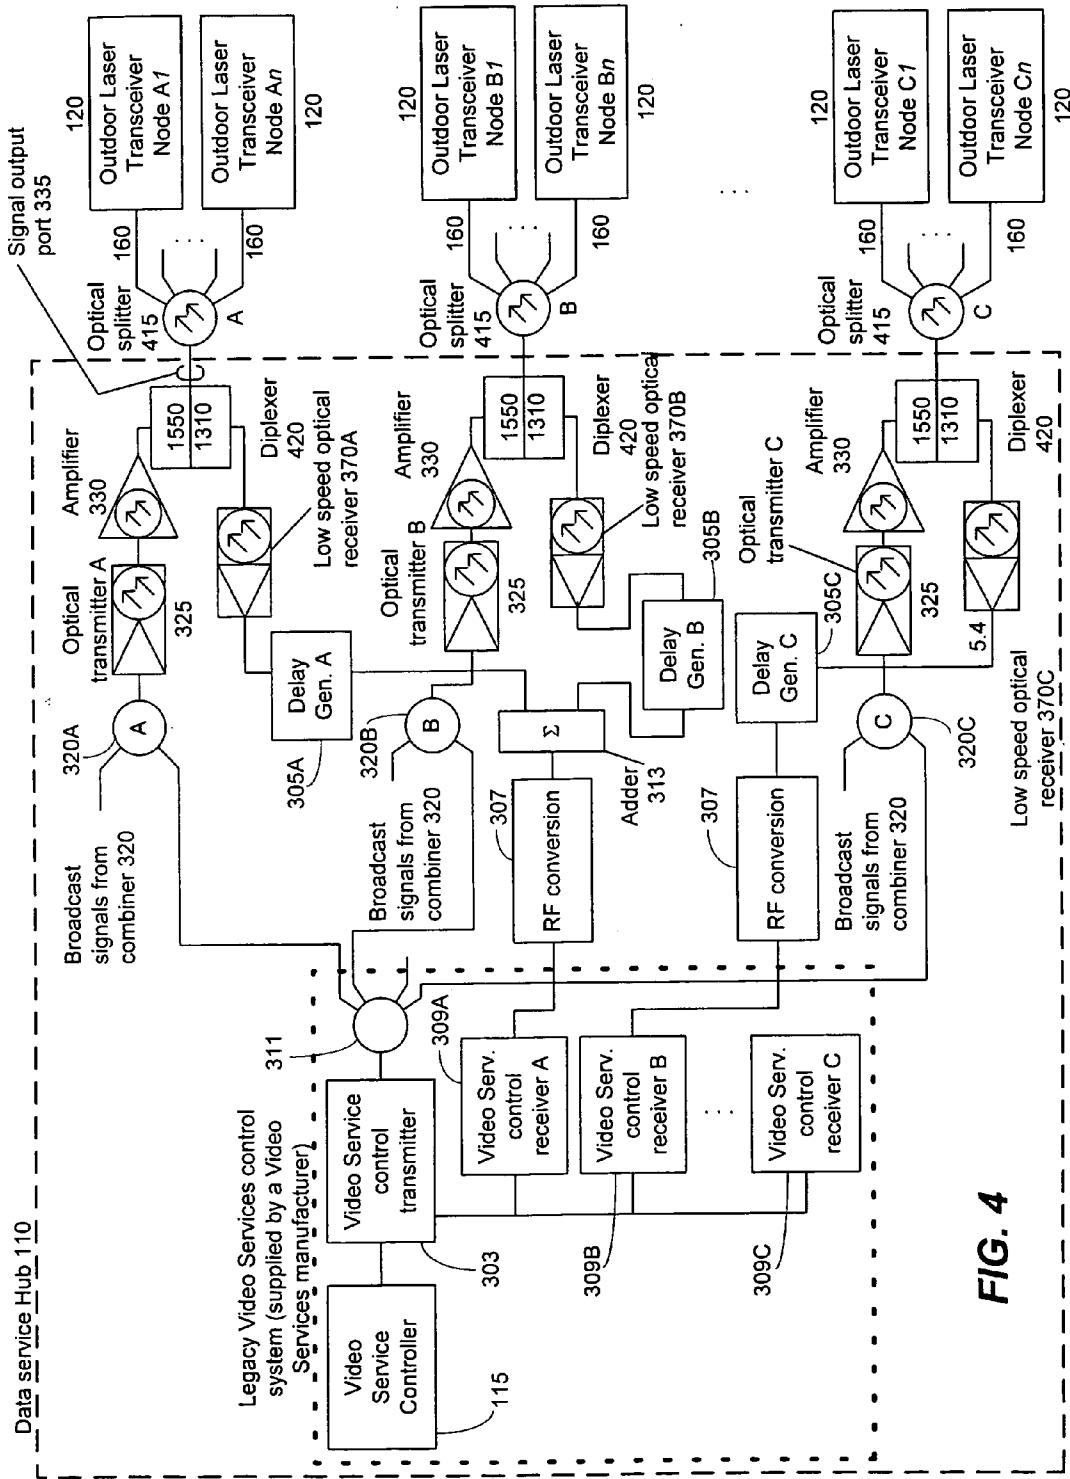 Data service Hub 110
Legacy Video Services control
system (supplied by a Video
Services manufacturer)
Video
Service
Controller
115
Video Service
control
transmitter
303
311
Video Serv.
control
receiver A
309A
Video Serv.
control
receiver B
309B
. . . .
Video Serv.
control
receiver C
309C
Broadcast
signals from
combiner 320
320A
A
Optical
transmitter A
325
Amplifier
330
1550
1310
Diplexer
420
Low speed optical
receiver 370A
Delay
Gen. A
305A
Signal output
port 335
Optical
splitter
415
A
160
160
. . . .
120
Outdoor Laser
Transceiver
Node A1
Outdoor Laser
Transceiver
Node An
120
Broadcast
signals from
combiner 320
320B
B
Optical
transmitter B
325
Amplifier
330
1550
1310
Diplexer
420
Low speed optical
receiver 370B
305B
Delay
Gen. B
Σ
Adder
313
307
RF conversion
Optical
splitter
415
B
160
160
. . . .
120
Outdoor Laser
Transceiver
Node B1
Outdoor Laser
Transceiver
Node Bn
120
. . . .
307
RF conversion
Delay
Gen. C
305C
Broadcast
signals from
combiner 320
C
320C
Optical
transmitter C
325
Amplifier
330
1550
1310
Diplexer
420
5.4
Low speed optical
receiver 370C
Optical
splitter
415
C
160
160
. . . .
120
Outdoor Laser
Transceiver
Node C1
Outdoor Laser
Transceiver
Node Cn
120
FIG. 4